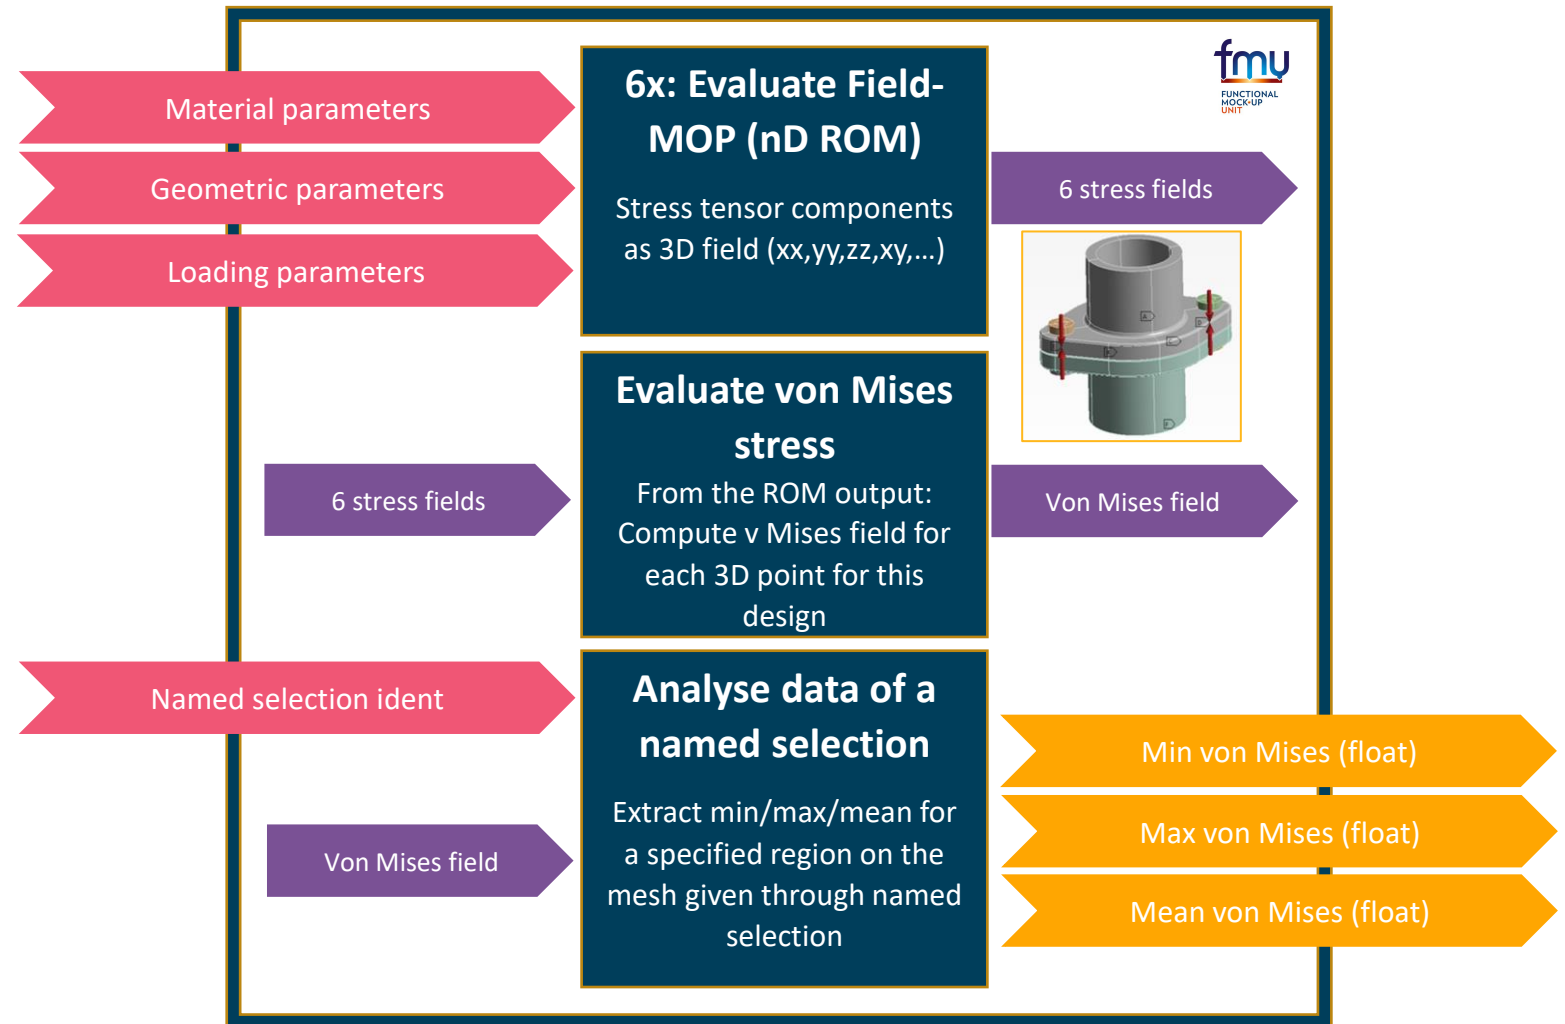 Material parameters
Geometric parameters
Loading parameters
6x: Evaluate Field-
MOP (nD ROM)
Stress tensor components
as 3D field (xx,yy,zz,xy,...)
fmu
FUNCTIONAL
MOCK-UP
UNIT
6 stress fields
A
6 stress fields
Evaluate von Mises
stress
From the ROM output:
Compute v Mises field for
each 3D point for this
design
Von Mises field
Named selection ident
Von Mises field
Analyse data of a
named selection
Extract min/max/mean for
a specified region on the
mesh given through named
selection
Min von Mises (float)
Max von Mises (float)
Mean von Mises (float)